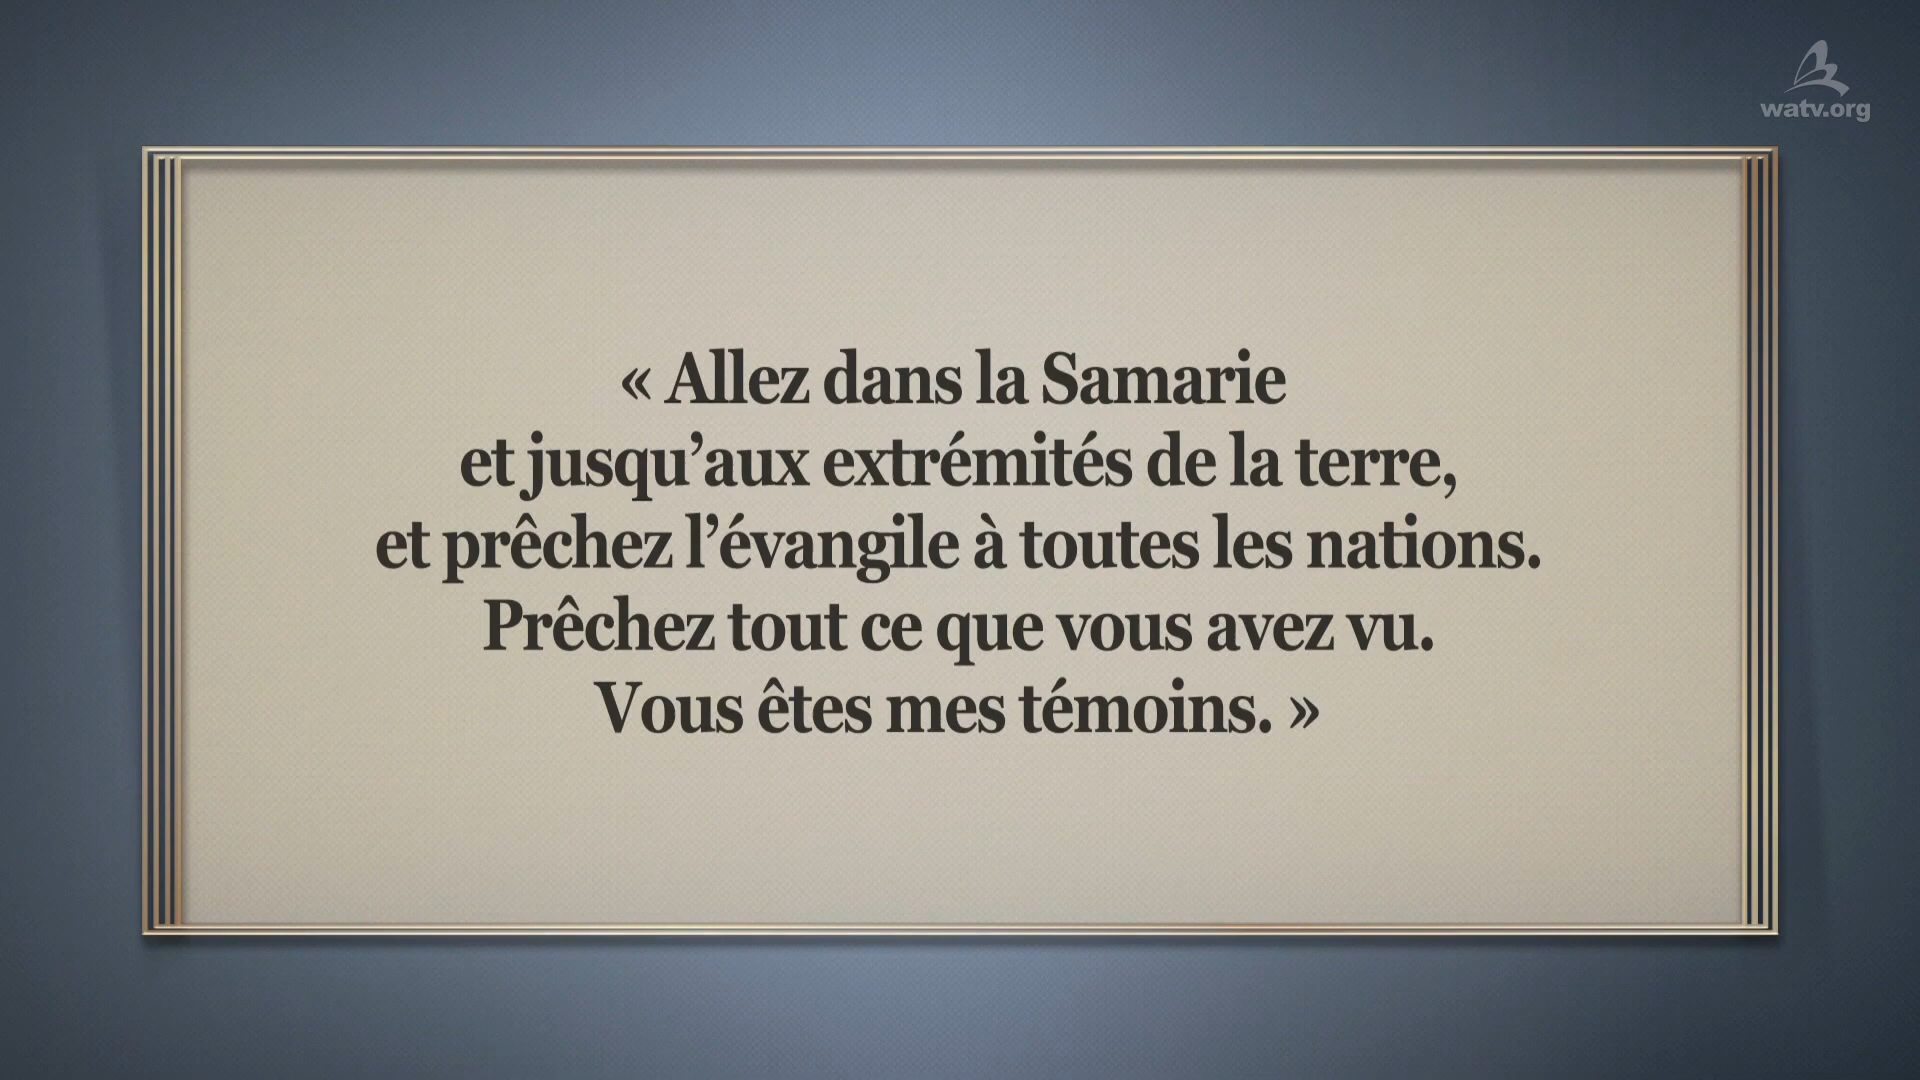 watv.org
« Allez dans la Samarie
et jusqu’aux extrémités de la terre,
et prêchez l’évangile à toutes les nations.
Prêchez tout ce que vous avez vu.
Vous êtes mes témoins. »